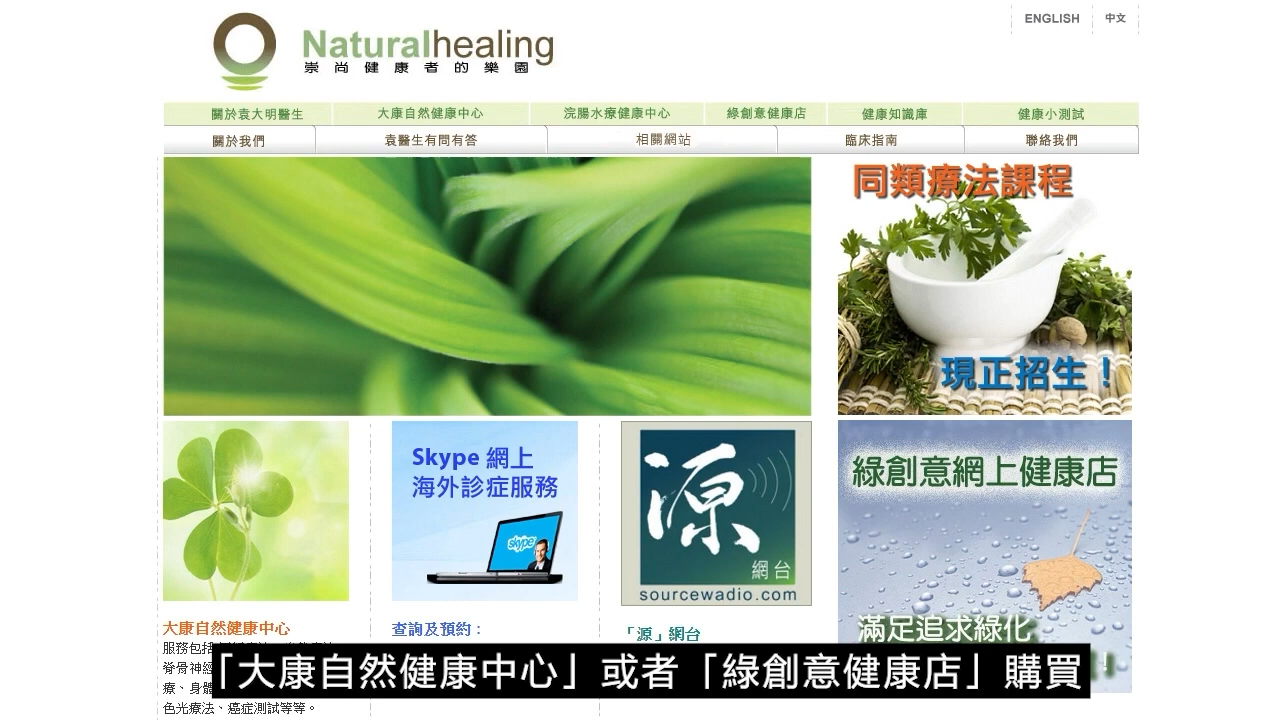 ENGLISH 中文
Naturalhealing
崇尚健康者的樂園
關於袁大明醫生 大康自然健康中心 浣腸水療健康中心 綠創意健康店 健康知識庫 健康小測試
關於我們 袁醫生有問有答 相關網站 臨床指南 聯絡我們
同類療法課程
現正招生！
Skype 網上
海外診症服務
skype
源
網台
sourcewadio.com
綠創意網上健康店
滿足追求綠化
大康自然健康中心
服務包括
脊骨神經
療、身體
色光療法、癌症測試等等。
查詢及預約：
「源」網台
「大康自然健康中心」或者「綠創意健康店」購買